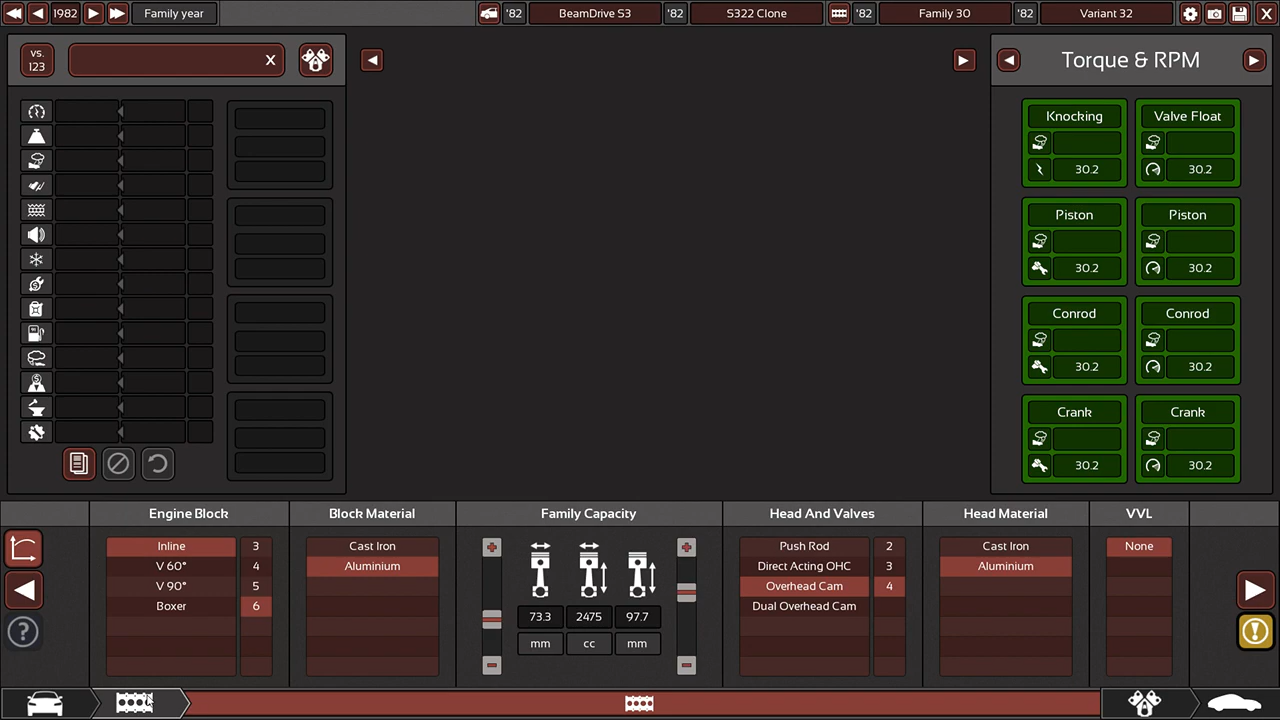 1982
Family year
'82
BeamDrive S3
'82
S322 Clone
'82
Family 30
'82
Variant 32
vs.
123
x
Torque & RPM
Knocking
Valve Float
30.2
30.2
Piston
Piston
30.2
30.2
Conrod
Conrod
30.2
30.2
Crank
Crank
30.2
30.2
Engine Block
Block Material
Family Capacity
Head And Valves
Head Material
VVL
Inline
3
V 60°
4
V 90°
5
Boxer
6
Cast Iron
Aluminium
73.3
2475
97.7
mm
cc
mm
Push Rod
2
Direct Acting OHC
3
Overhead Cam
4
Dual Overhead Cam
Cast Iron
Aluminium
None
?